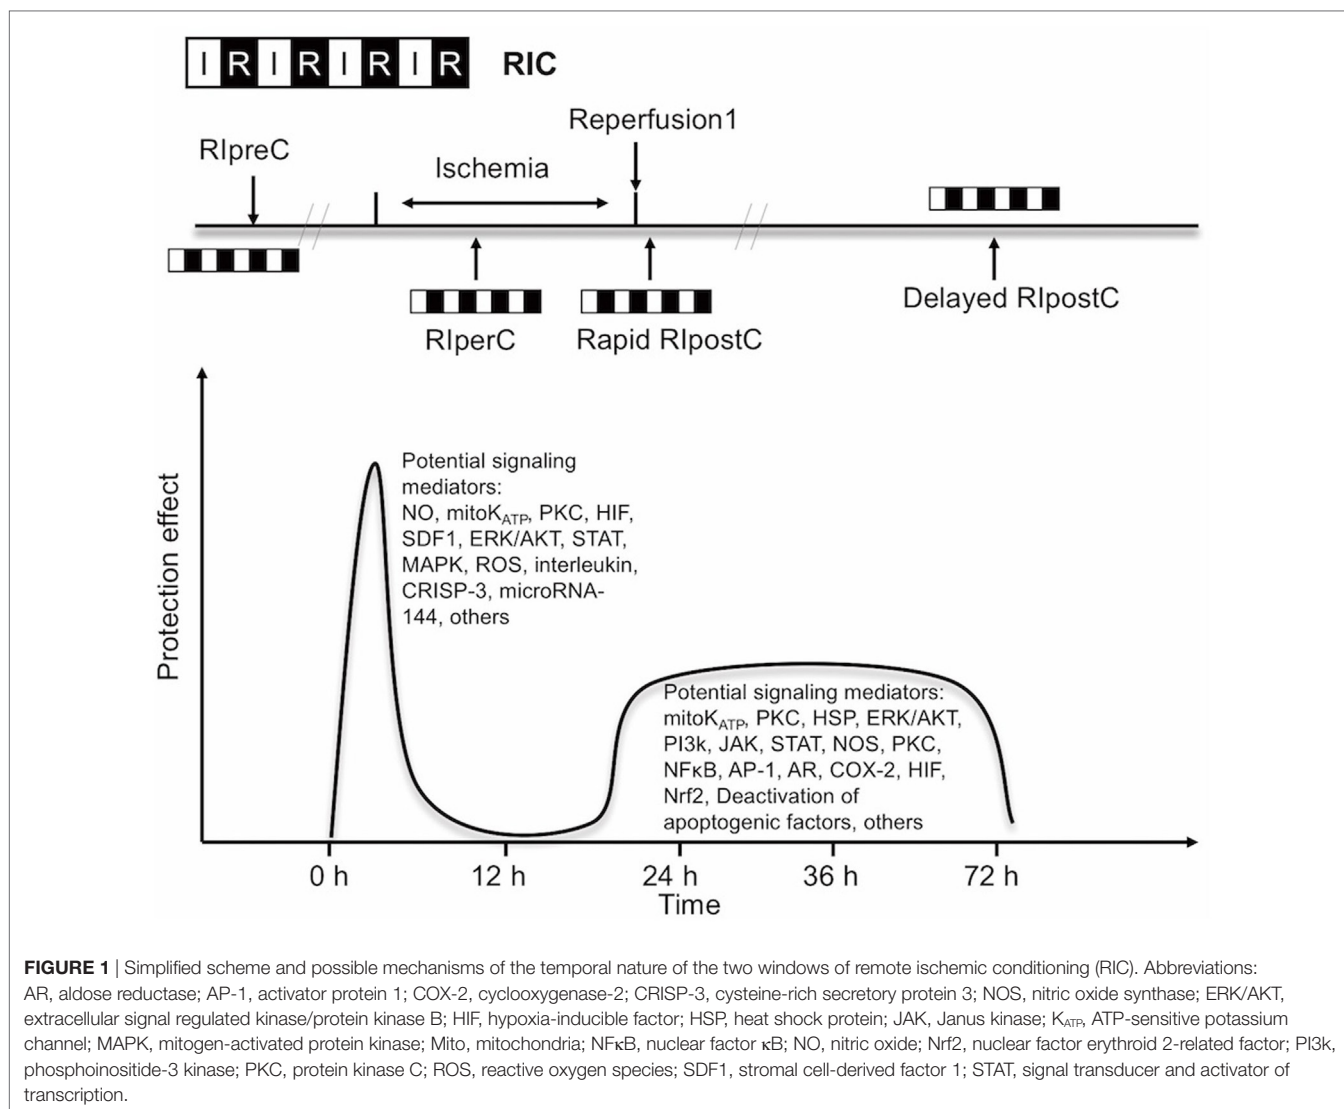 I R I R I R I R RIC
Reperfusion1
RIpreC
Ischemia
Delayed RIpostC
RIperC
Rapid RIpostC
Protection effect
Potential signaling
mediators:
NO, mitoKATP, PKC, HIF,
SDF1, ERK/AKT, STAT,
MAPK, ROS, interleukin,
CRISP-3, microRNA-
144, others
Potential signaling mediators:
mitoKATP, PKC, HSP, ERK/AKT,
PI3k, JAK, STAT, NOS, PKC,
NFκB, AP-1, AR, COX-2, HIF,
Nrf2, Deactivation of
apoptogenic factors, others
0 h 12 h 24 h 36 h 72 h
Time
FIGURE 1 | Simplified scheme and possible mechanisms of the temporal nature of the two windows of remote ischemic conditioning (RIC). Abbreviations:
AR, aldose reductase; AP-1, activator protein 1; COX-2, cyclooxygenase-2; CRISP-3, cysteine-rich secretory protein 3; NOS, nitric oxide synthase; ERK/AKT,
extracellular signal regulated kinase/protein kinase B; HIF, hypoxia-inducible factor; HSP, heat shock protein; JAK, Janus kinase; KATP, ATP-sensitive potassium
channel; MAPK, mitogen-activated protein kinase; Mito, mitochondria; NFκB, nuclear factor κB; NO, nitric oxide; Nrf2, nuclear factor erythroid 2-related factor; PI3k,
phosphoinositide-3 kinase; PKC, protein kinase C; ROS, reactive oxygen species; SDF1, stromal cell-derived factor 1; STAT, signal transducer and activator of
transcription.